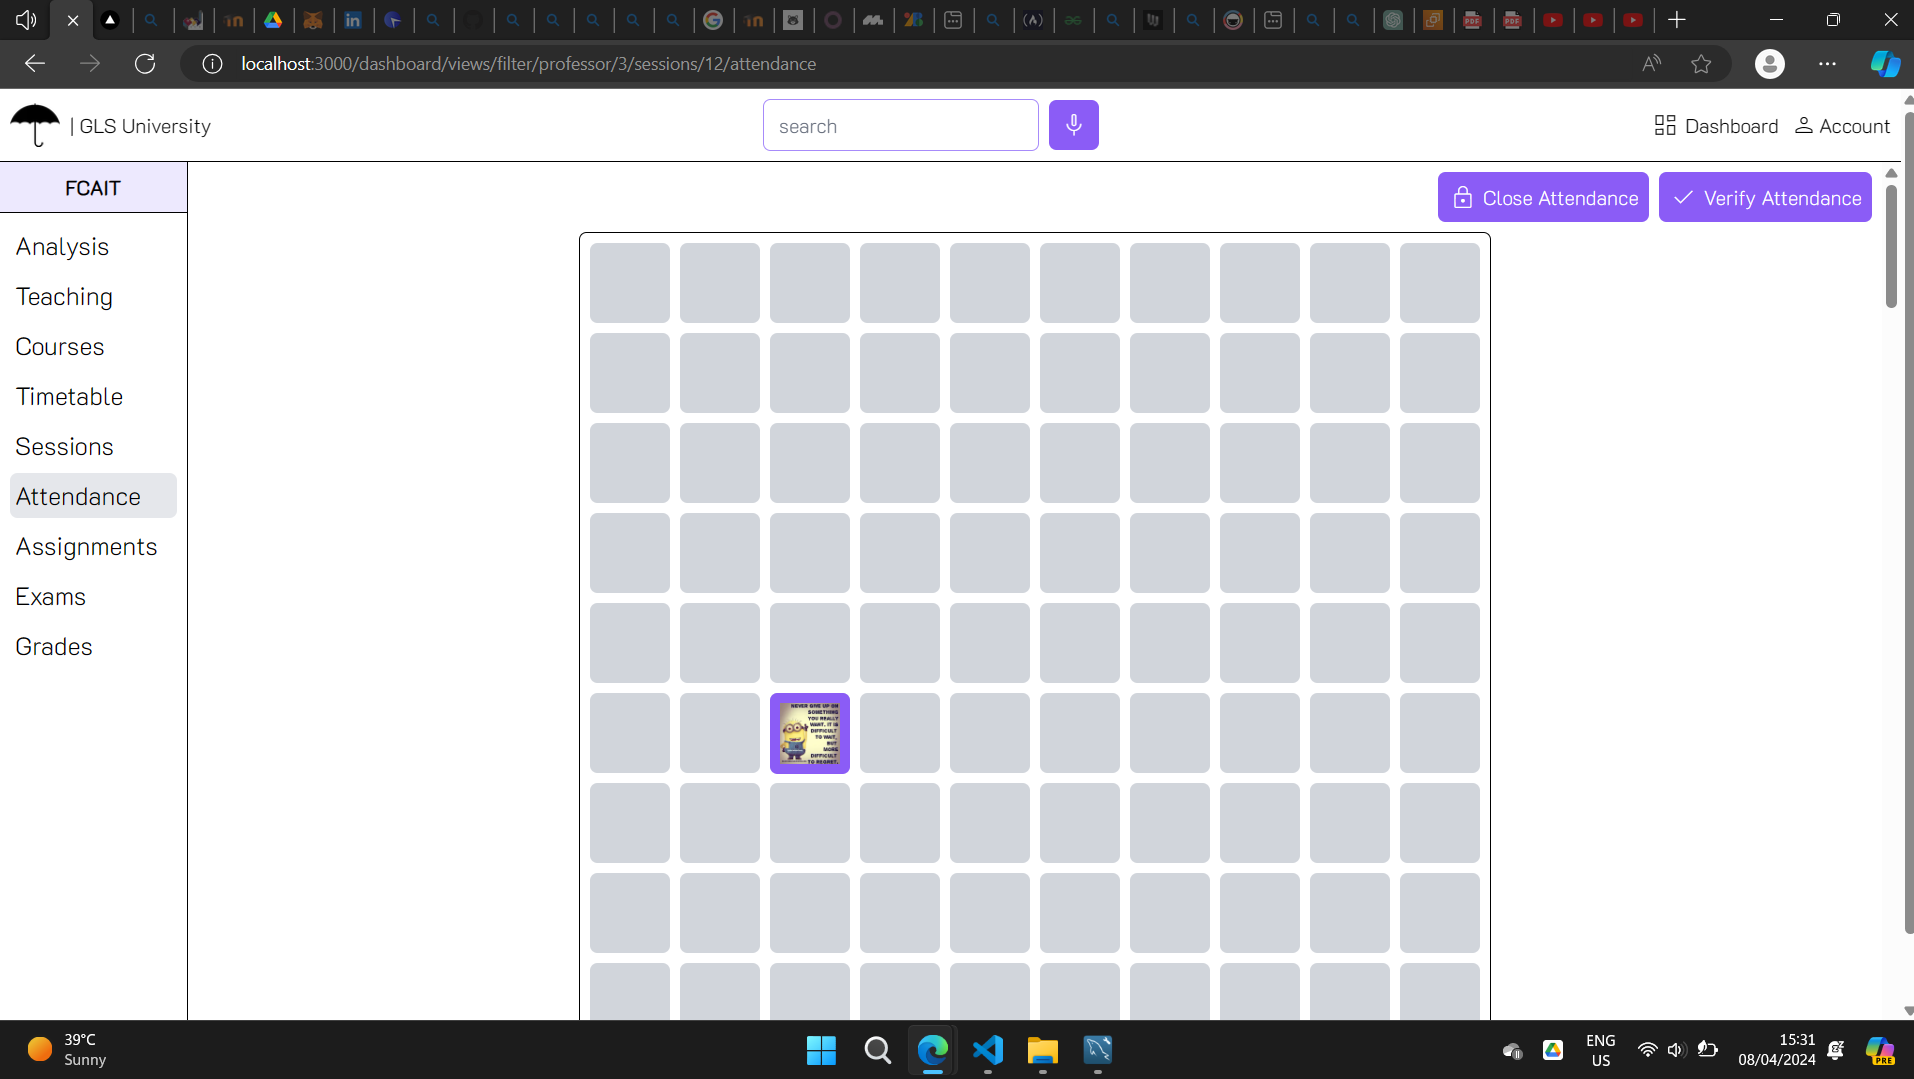 localhost:3000/dashboard/views/filter/professor/3/sessions/12/attendance
| GLS University
search
Dashboard
Account
FCAIT
Close Attendance
Verify Attendance
Analysis
Teaching
Courses
Timetable
Sessions
Attendance
Assignments
Exams
Grades
NEVER GIVE UP ON
SOMETHING
YOU REALLY
WANT. IT IS
DIFFICULT
TO WAIT,
BUT
MORE
DIFFICULT
TO REGRET.
39°C
Sunny
ENG
US
15:31
08/04/2024
PRE